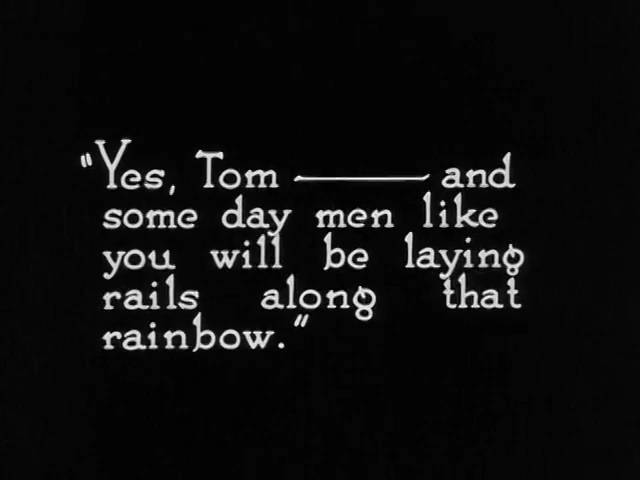 "Yes, Tom ——— and
some day men like
you will be laying
rails along that
rainbow."